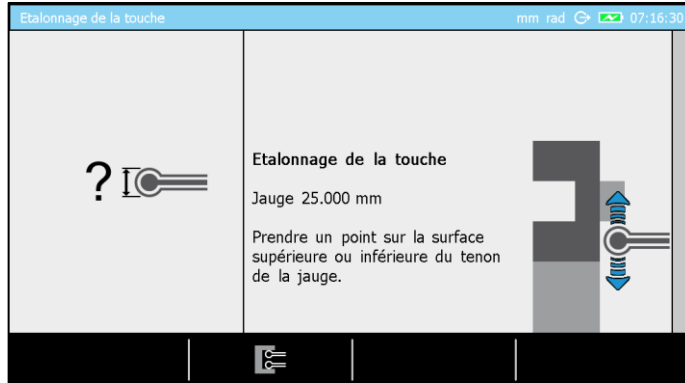 Etalonnage de la touche
mm rad 07:16:30
?
Etalonnage de la touche
Jauge 25.000 mm
Prendre un point sur la surface
supérieure ou inférieure du tenon
de la jauge.